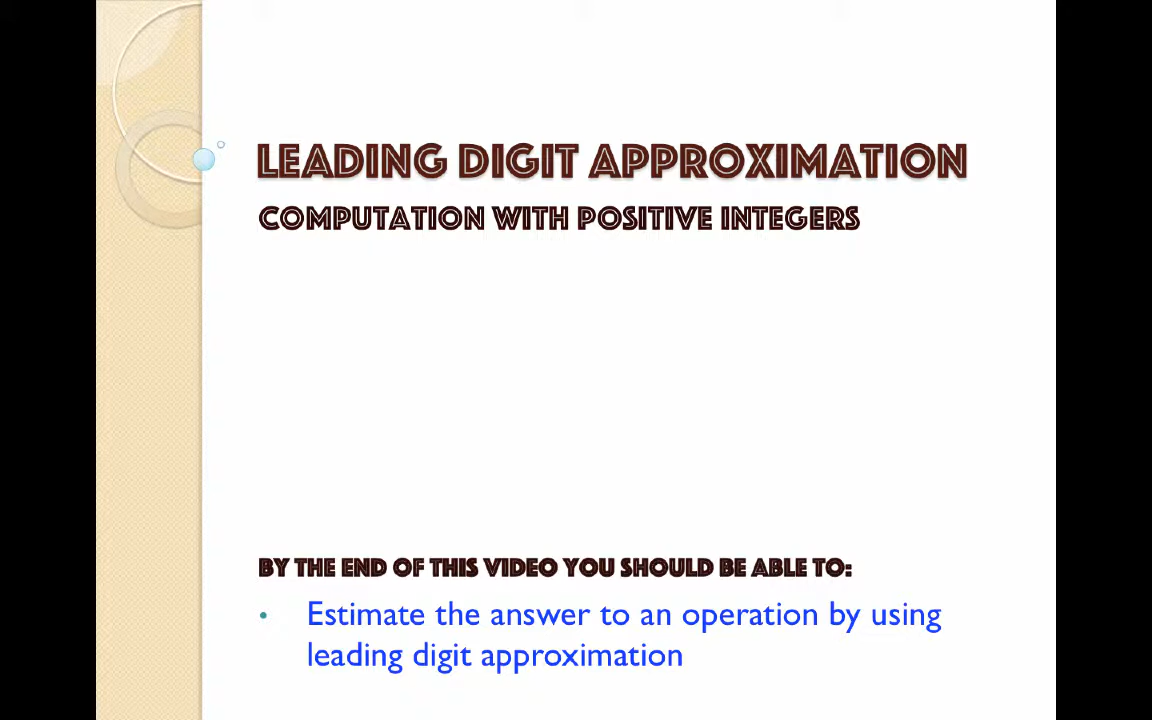 LEADING DIGIT APPROXIMATION
COMPUTATION WITH POSITIVE INTEGERS
BY THE END OF THIS VIDEO YOU SHOULD BE ABLE TO:
• Estimate the answer to an operation by using
leading digit approximation